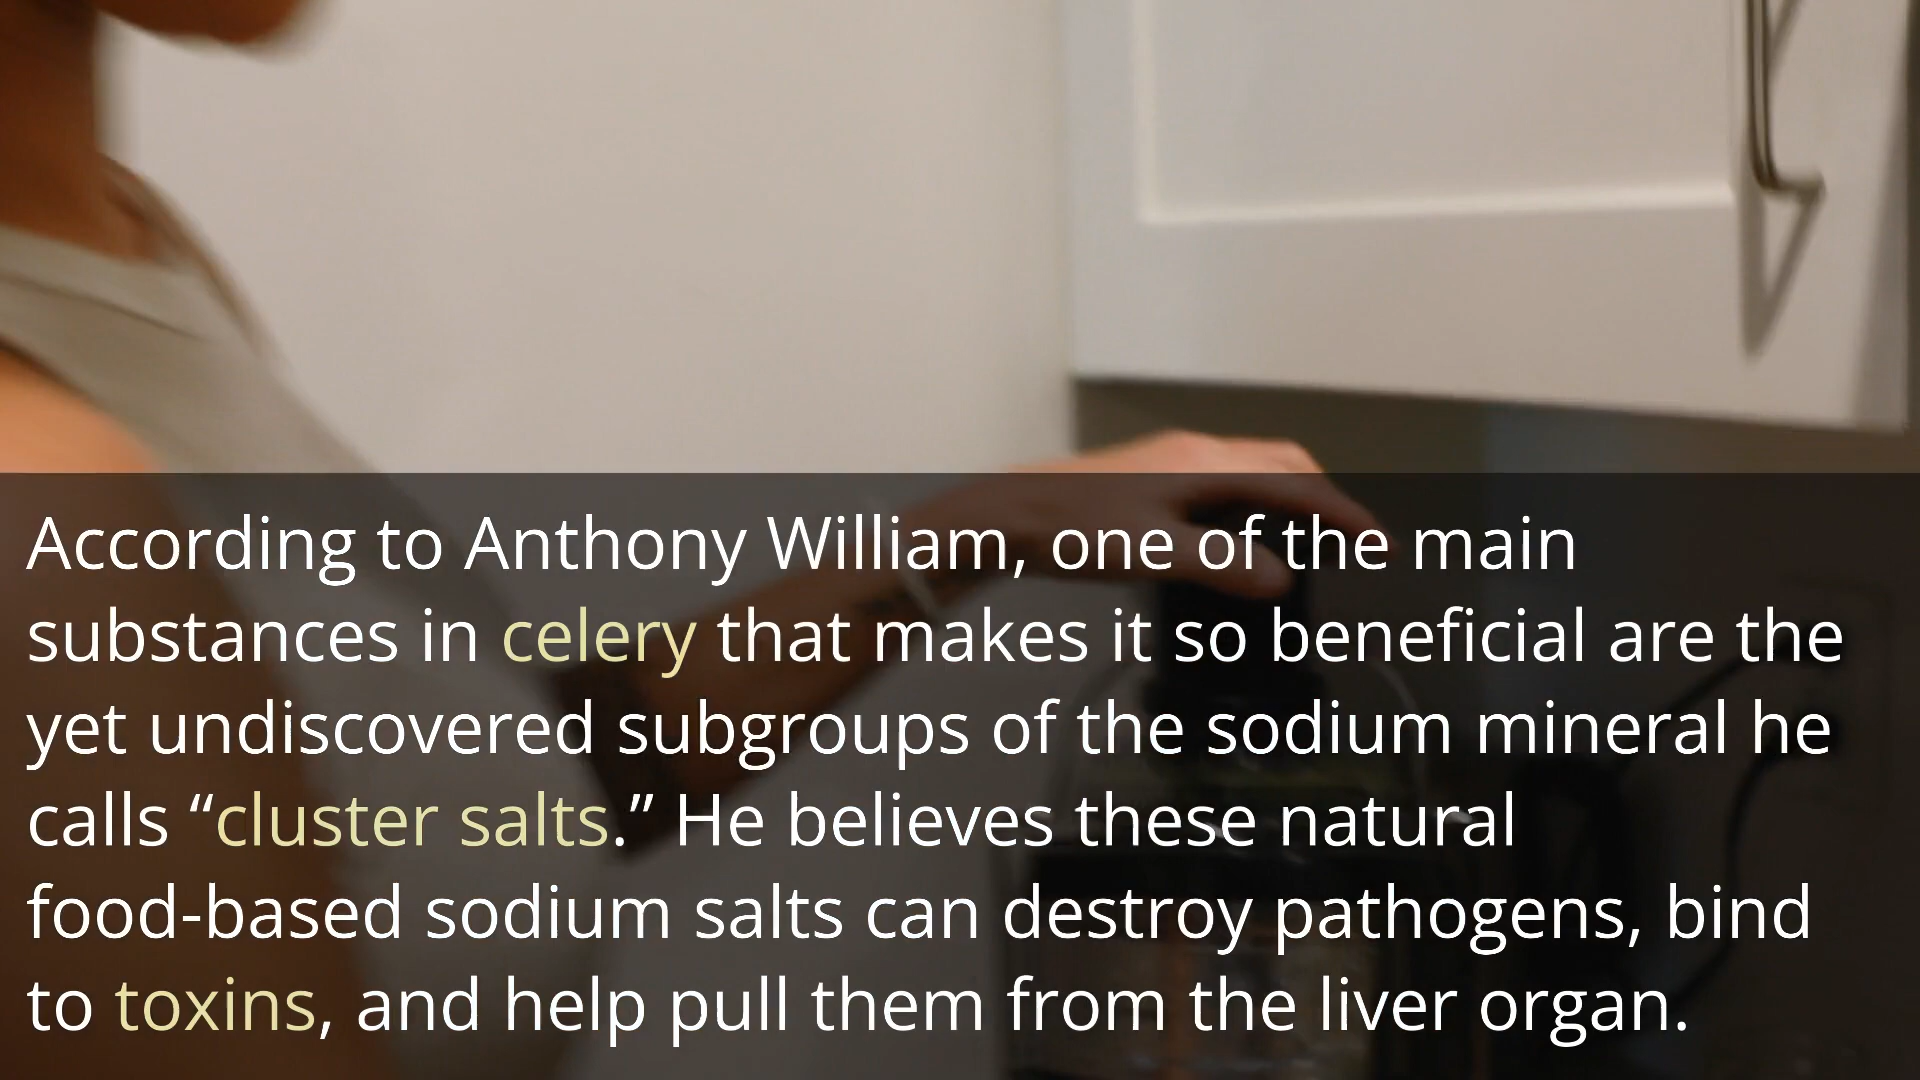 According to Anthony William, one of the main
substances in celery that makes it so beneficial are the
yet undiscovered subgroups of the sodium mineral he
calls “cluster salts.” He believes these natural
food-based sodium salts can destroy pathogens, bind
to toxins, and help pull them from the liver organ.